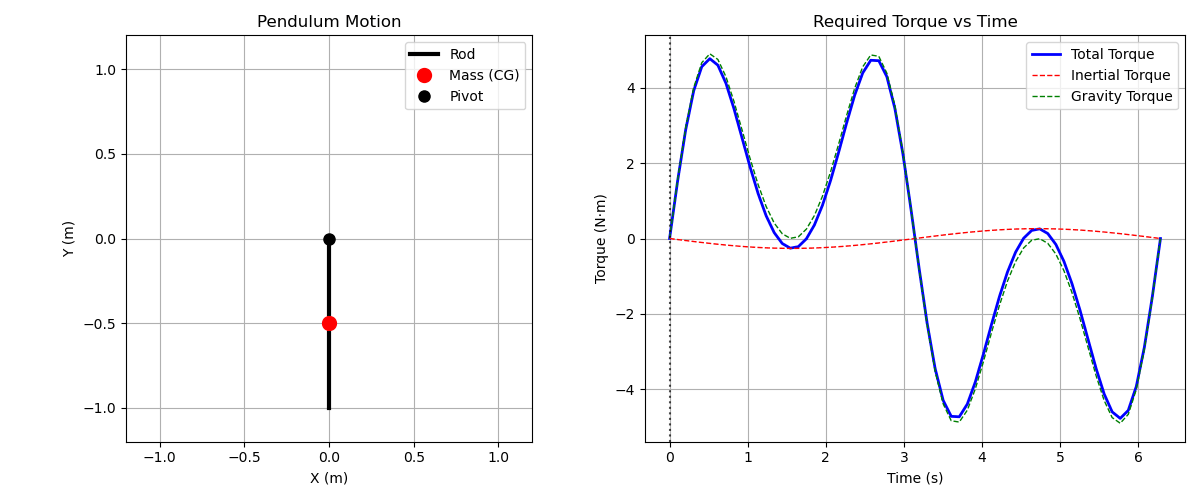 Pendulum Motion
Rod
Mass (CG)
Pivot
1.0
0.5
0.0
−0.5
−1.0
Y (m)
−1.0
−0.5
0.0
0.5
1.0
X (m)
Required Torque vs Time
Total Torque
Inertial Torque
Gravity Torque
4
2
0
−2
−4
Torque (N·m)
0
1
2
3
4
5
6
Time (s)